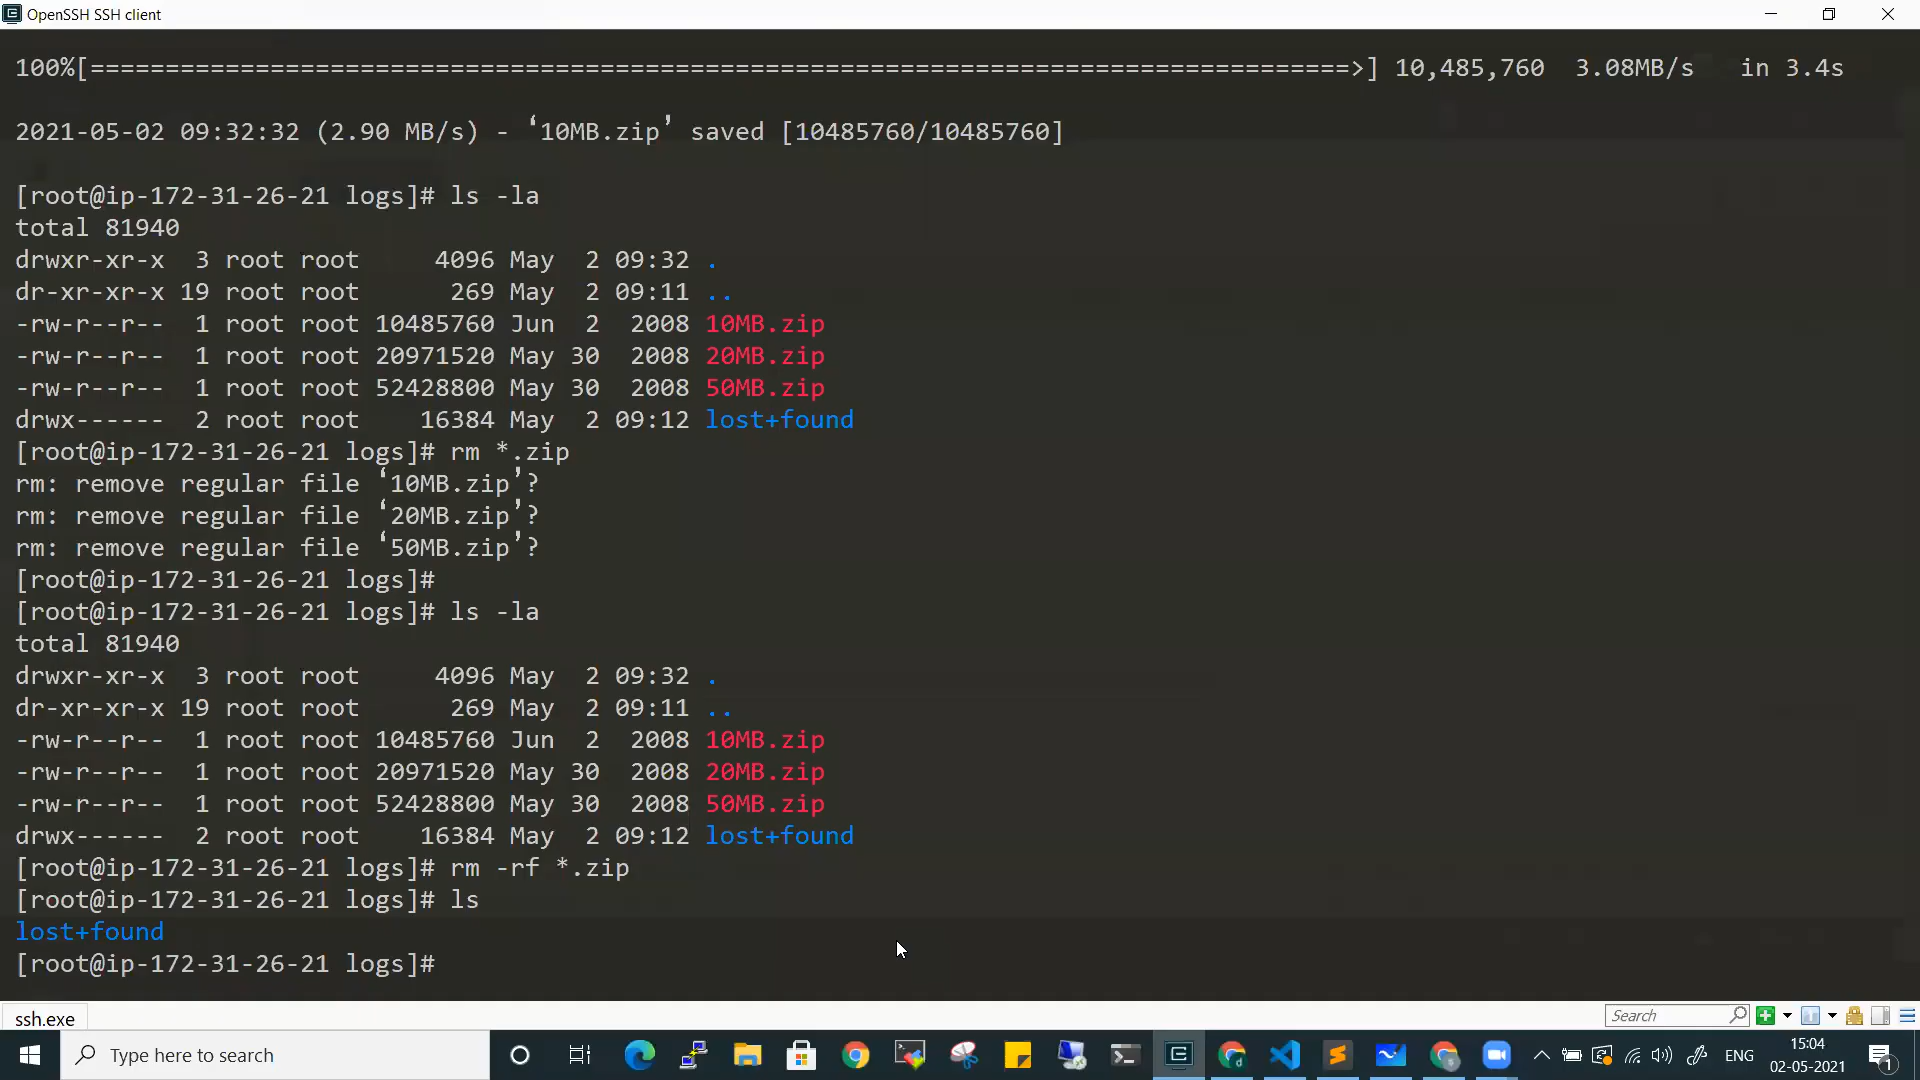 OpenSSH SSH client
100%[====================================================================================>] 10,485,760  3.08MB/s   in 3.4s
2021-05-02 09:32:32 (2.90 MB/s) - ‘10MB.zip’ saved [10485760/10485760]
[root@ip-172-31-26-21 logs]# ls -la
total 81940
drwxr-xr-x  3 root root     4096 May  2 09:32 .
dr-xr-xr-x 19 root root      269 May  2 09:11 ..
-rw-r--r--  1 root root 10485760 Jun  2  2008 10MB.zip
-rw-r--r--  1 root root 20971520 May 30  2008 20MB.zip
-rw-r--r--  1 root root 52428800 May 30  2008 50MB.zip
drwx------  2 root root    16384 May  2 09:12 lost+found
[root@ip-172-31-26-21 logs]# rm *.zip
rm: remove regular file ‘10MB.zip’?
rm: remove regular file ‘20MB.zip’?
rm: remove regular file ‘50MB.zip’?
[root@ip-172-31-26-21 logs]#
[root@ip-172-31-26-21 logs]# ls -la
total 81940
drwxr-xr-x  3 root root     4096 May  2 09:32 .
dr-xr-xr-x 19 root root      269 May  2 09:11 ..
-rw-r--r--  1 root root 10485760 Jun  2  2008 10MB.zip
-rw-r--r--  1 root root 20971520 May 30  2008 20MB.zip
-rw-r--r--  1 root root 52428800 May 30  2008 50MB.zip
drwx------  2 root root    16384 May  2 09:12 lost+found
[root@ip-172-31-26-21 logs]# rm -rf *.zip
[root@ip-172-31-26-21 logs]# ls
lost+found
[root@ip-172-31-26-21 logs]#
ssh.exe
Search
Type here to search
ENG
15:04
02-05-2021
1